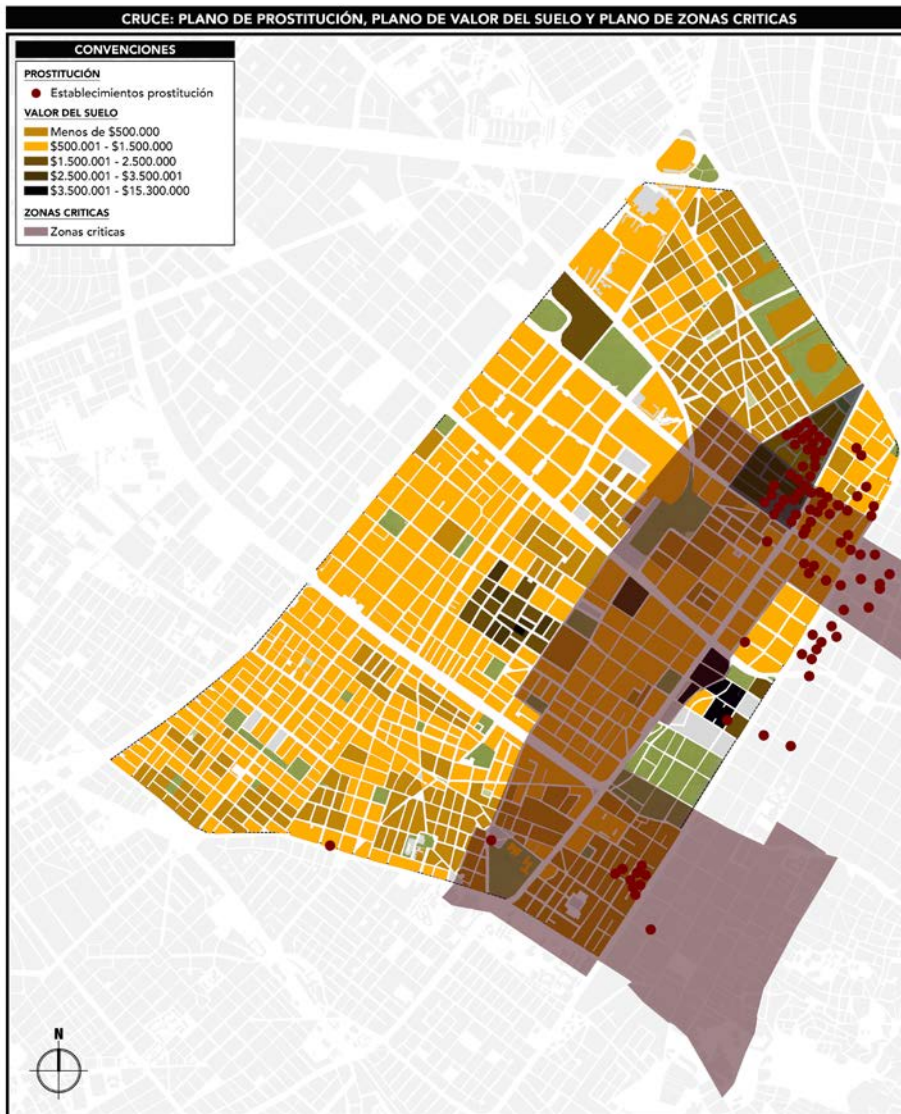 CRUCE: PLANO DE PROSTITUCIÓN, PLANO DE VALOR DEL SUELO Y PLANO DE ZONAS CRITICAS
CONVENCIONES
PROSTITUCIÓN
Establecimientos prostitución
VALOR DEL SUELO
Menos de $500.000
$500.001 - $1.500.000
$1.500.001 - 2.500.000
$2.500.001 - $3.500.001
$3.500.001 - $15.300.000
ZONAS CRITICAS
Zonas criticas
N